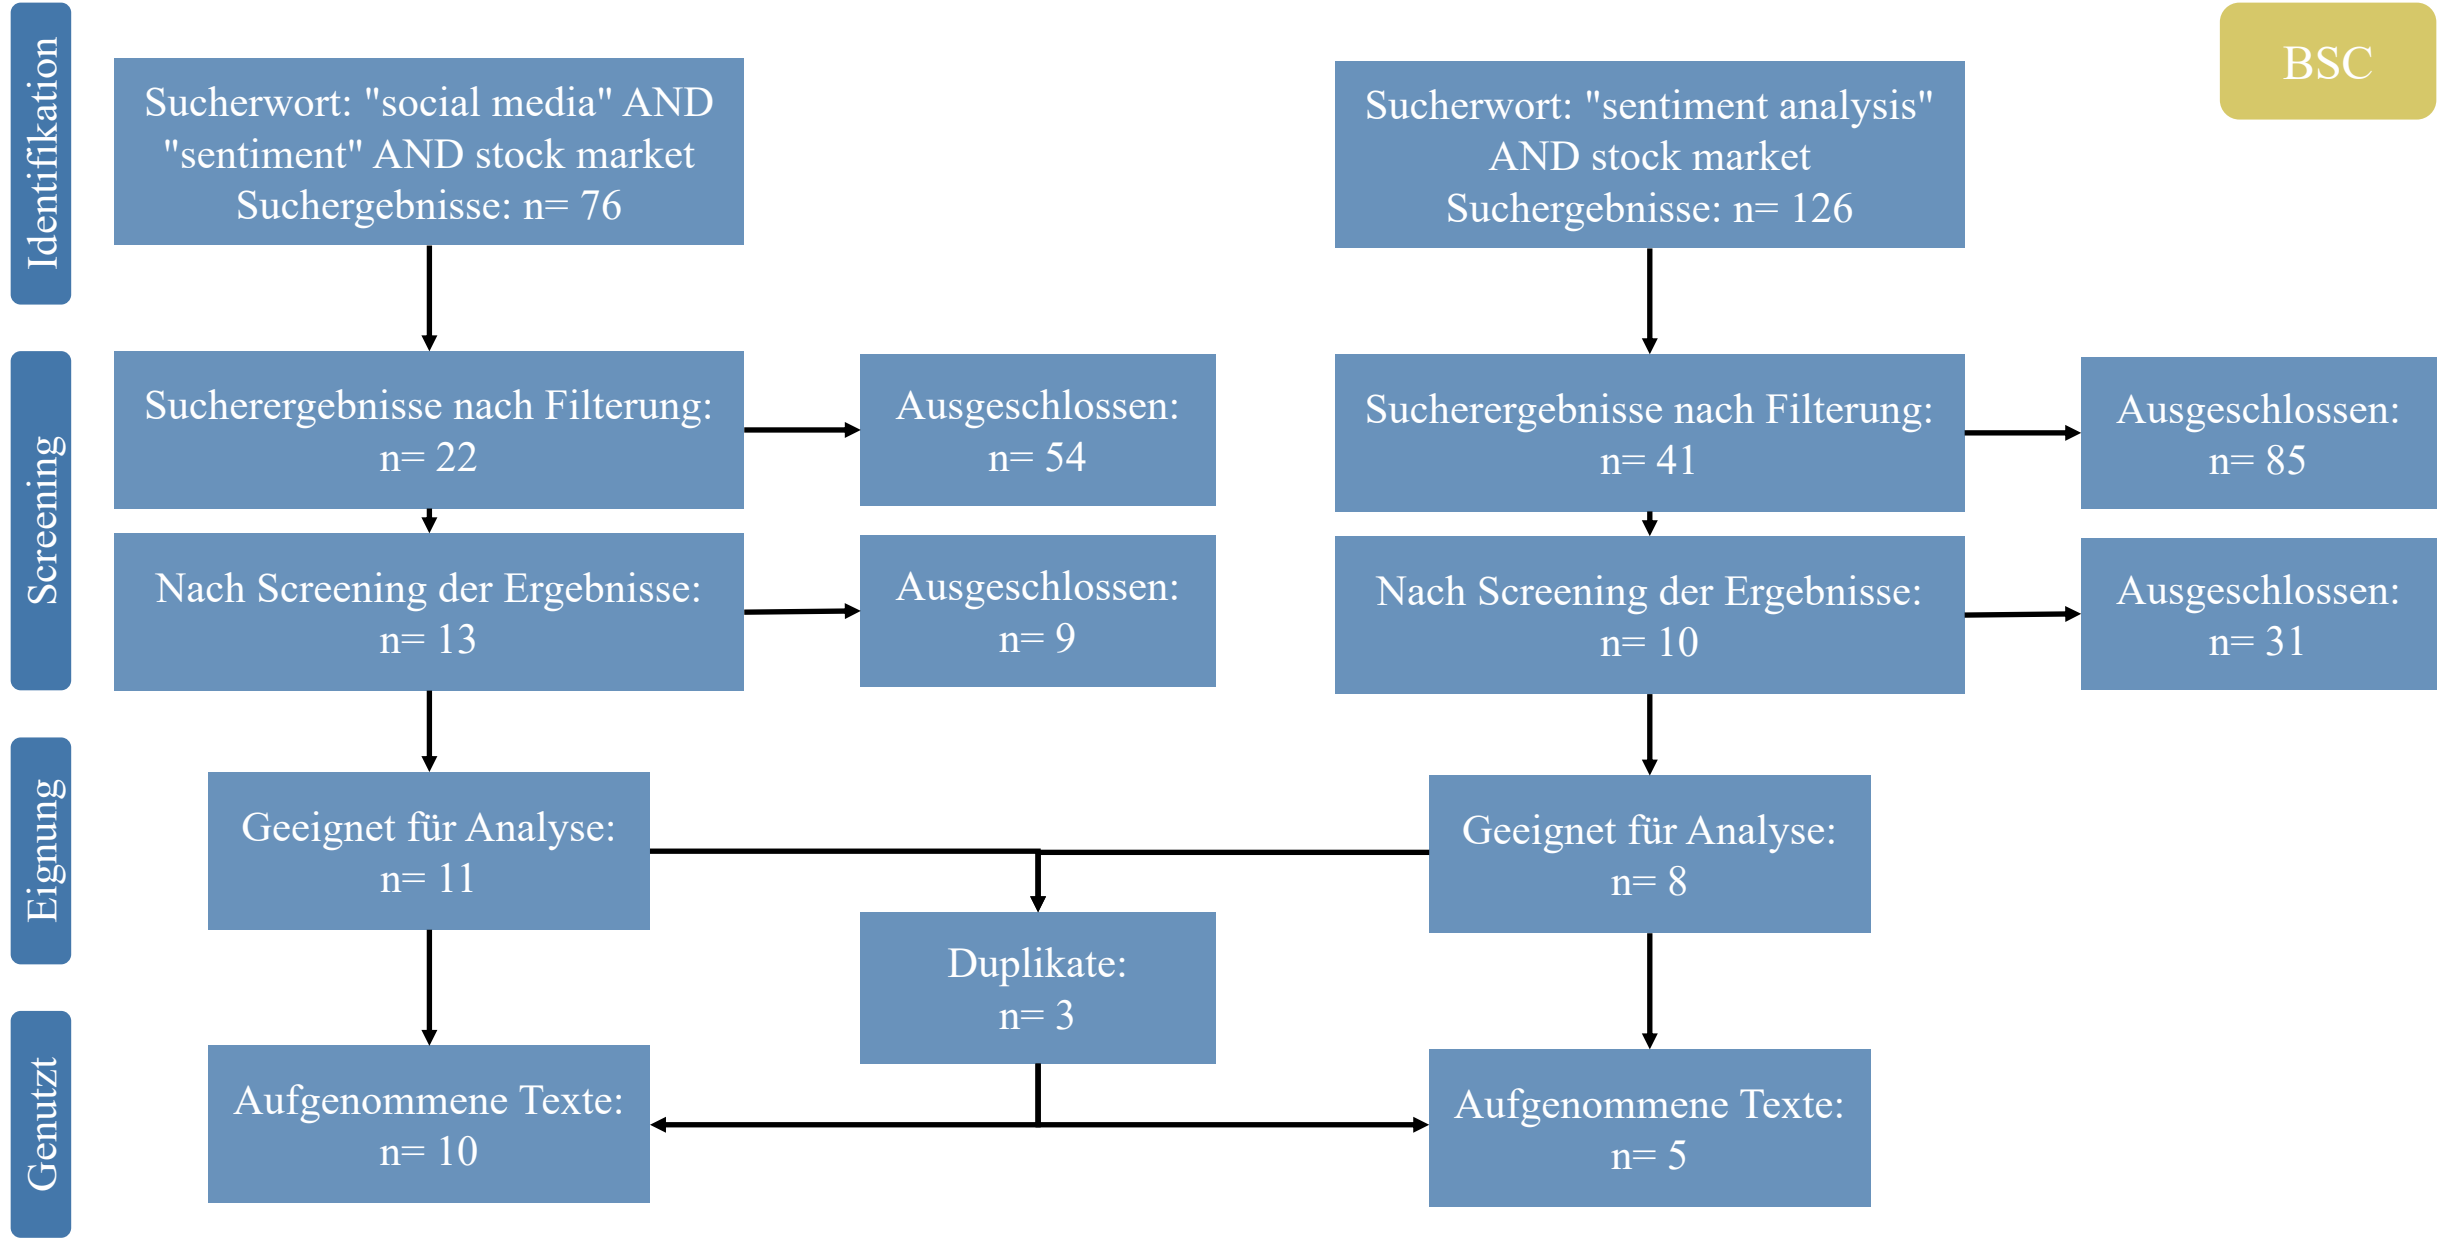 Identifikation
Sucherwort: "social media" AND
"sentiment" AND stock market
Suchergebnisse: n= 76
Sucherwort: "sentiment analysis"
AND stock market
Suchergebnisse: n= 126
BSC
Screening
Sucherergebnisse nach Filterung:
n= 22
Ausgeschlossen:
n= 54
Sucherergebnisse nach Filterung:
n= 41
Ausgeschlossen:
n= 85
Nach Screening der Ergebnisse:
n= 13
Ausgeschlossen:
n= 9
Nach Screening der Ergebnisse:
n= 10
Ausgeschlossen:
n= 31
Eignung
Geeignet für Analyse:
n= 11
Geeignet für Analyse:
n= 8
Duplikate:
n= 3
Genutzt
Aufgenommene Texte:
n= 10
Aufgenommene Texte:
n= 5